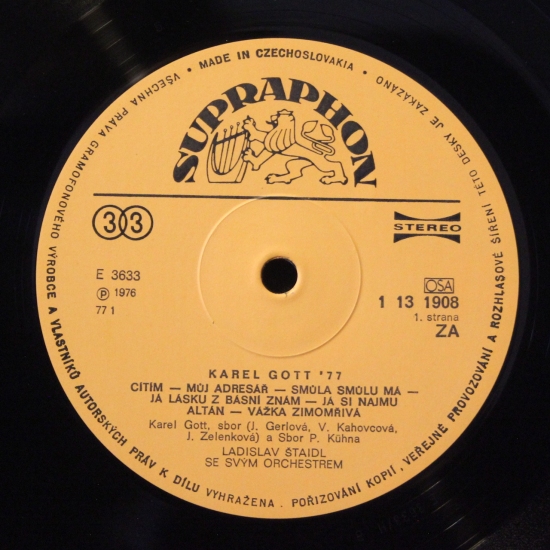 MADE IN CZECHOSLOVAKIA • VŠECHNA PRÁVA GRAMOFONOVÉHO VÝROBCE A VLASTNÍKŮ AUTORSKÝCH PRÁV K DÍLU VYHRAŽENA. POŘIZOVÁNÍ KOPIÍ, VEŘEJNÉ PROVOZOVÁNÍ A ROZHLASOVÉ ŠÍŘENÍ TÉTO DESKY JE ZAKÁZÁNO •
SUPRAPHON
33
STEREO
E 3633
OSA
Ⓟ 1976
1 13 1908
77 1
1. strana
ZA
KAREL GOTT '77
CÍTÍM — MŮJ ADRESÁŘ — SMŮLA SMŮLU MÁ —
JÁ LÁSKU Z BÁSNÍ ZNÁM — JÁ SI NAJMU
ALTÁN — VÁŽKA ZIMOMŘIVÁ
Karel Gott, sbor (J. Gerlová, V. Kahovcová,
J. Zelenková) a Sbor P. Kühna
LADISLAV ŠTAIDL
SE SVÝM ORCHESTREM